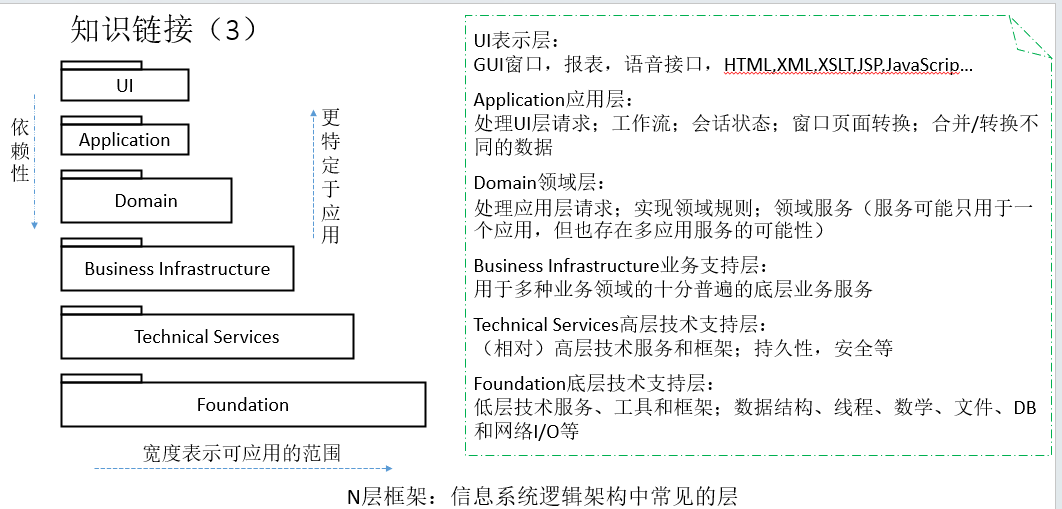 知识链接（3）
UI
Application
Domain
Business Infrastructure
Technical Services
Foundation
依赖性
更特定于应用
宽度表示可应用的范围
UI表示层：
GUI窗口，报表，语音接口，HTML,XML,XSLT,JSP,JavaScrip...
Application应用层：
处理UI层请求；工作流；会话状态；窗口页面转换；合并/转换不
同的数据
Domain领域层：
处理应用层请求；实现领域规则；领域服务（服务可能只用于一
个应用，但也存在多应用服务的可能性）
Business Infrastructure业务支持层：
用于多种业务领域的十分普遍的底层业务服务
Technical Services高层技术支持层：
（相对）高层技术服务和框架；持久性，安全等
Foundation底层技术支持层：
低层技术服务、工具和框架；数据结构、线程、数学、文件、DB
和网络I/O等
N层框架：信息系统逻辑架构中常见的层